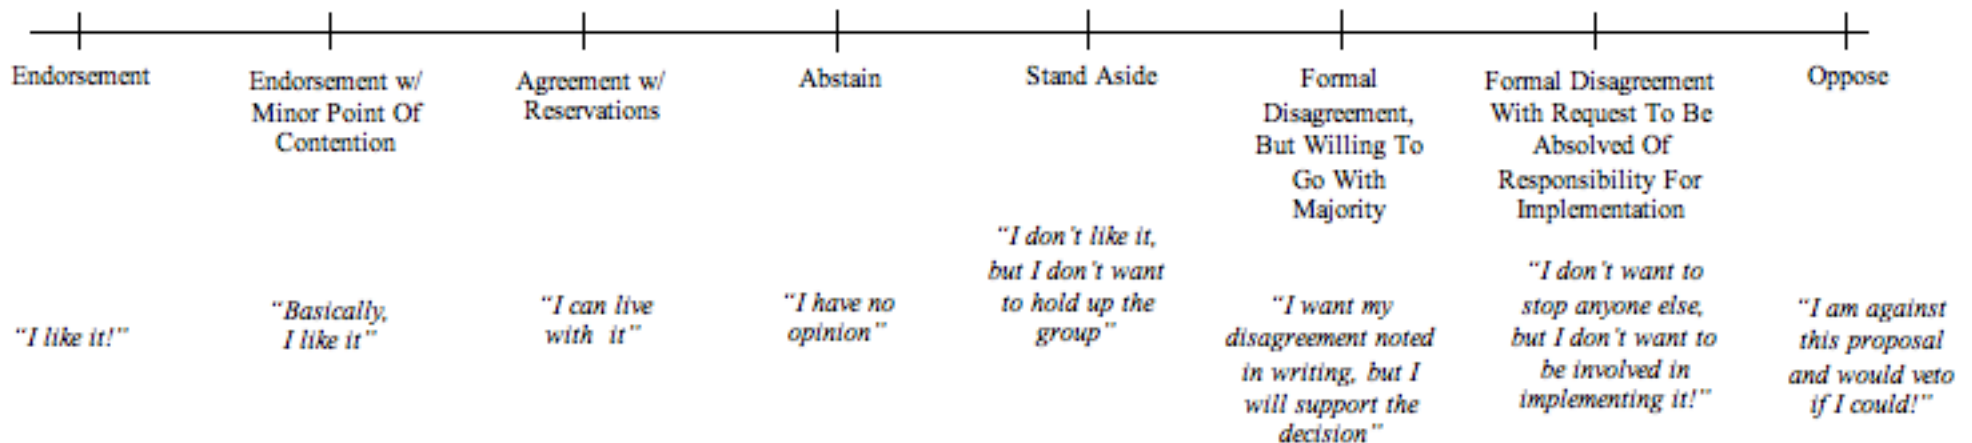 Endorsement
Endorsement w/
Minor Point Of
Contention
Agreement w/
Reservations
Abstain
Stand Aside
Formal
Disagreement,
But Willing To
Go With
Majority
Formal Disagreement
With Request To Be
Absolved Of
Responsibility For
Implementation
Oppose
“I like it!”
“Basically,
I like it”
“I can live
with it”
“I have no
opinion”
“I don't like it,
but I don't want
to hold up the
group”
“I want my
disagreement noted
in writing, but I
will support the
decision”
“I don't want to
stop anyone else,
but I don't want to
be involved in
implementing it!”
“I am against
this proposal
and would veto
if I could!”